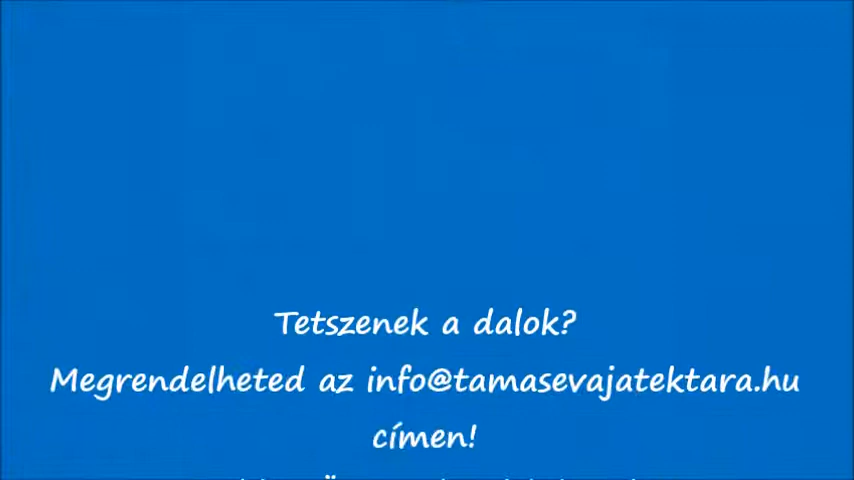 Tetszenek a dalok?
Megrendelheted az info@tamasevajatektara.hu
címen!